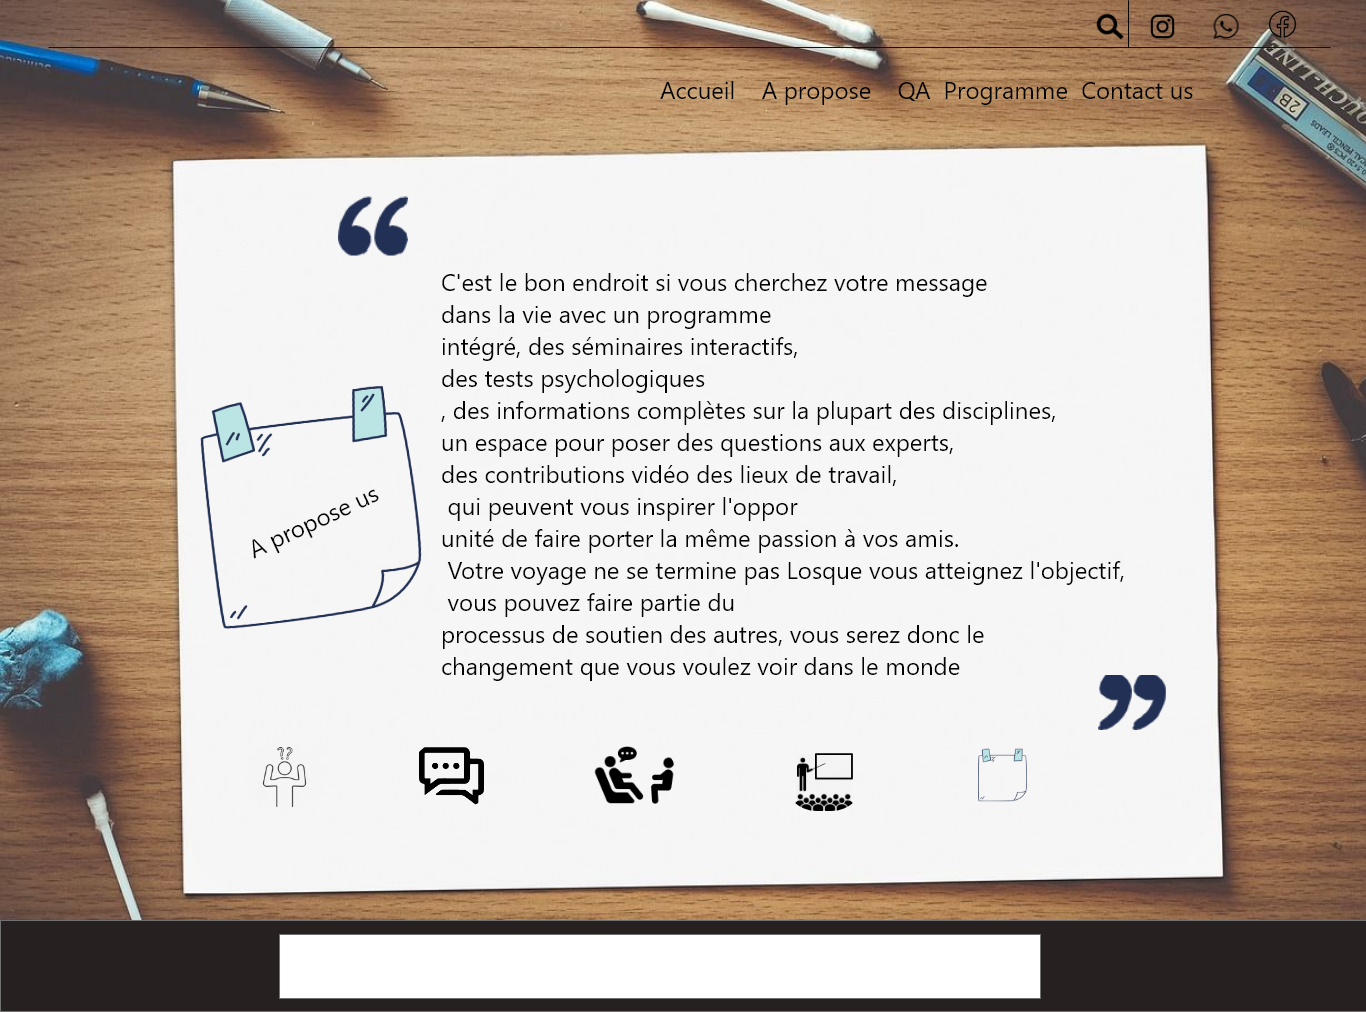 Accueil A propose QA Programme Contact us
2B
C'est le bon endroit si vous cherchez votre message
dans la vie avec un programme
intégré, des séminaires interactifs,
des tests psychologiques
, des informations complètes sur la plupart des disciplines,
un espace pour poser des questions aux experts,
des contributions vidéo des lieux de travail,
qui peuvent vous inspirer l'oppor
unité de faire porter la même passion à vos amis.
Votre voyage ne se termine pas Losque vous atteignez l'objectif,
vous pouvez faire partie du
processus de soutien des autres, vous serez donc le
changement que vous voulez voir dans le monde
A propose us
??